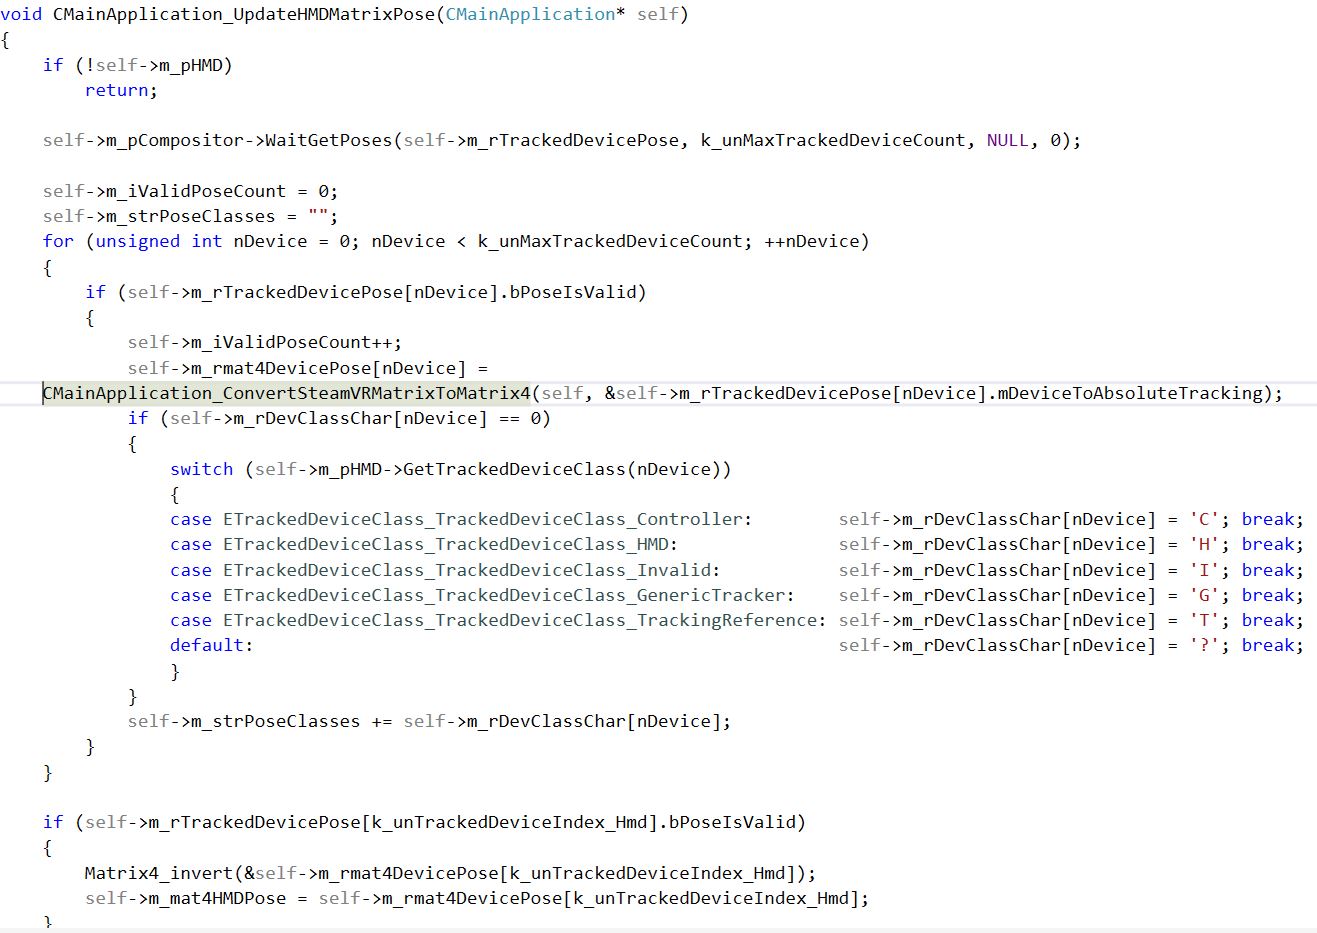 void CMainApplication_UpdateHMDMatrixPose(CMainApplication* self)
{
    if (!self->m_pHMD)
        return;

    self->m_pCompositor->WaitGetPoses(self->m_rTrackedDevicePose, k_unMaxTrackedDeviceCount, NULL, 0);

    self->m_iValidPoseCount = 0;
    self->m_strPoseClasses = "";
    for (unsigned int nDevice = 0; nDevice < k_unMaxTrackedDeviceCount; ++nDevice)
    {
        if (self->m_rTrackedDevicePose[nDevice].bPoseIsValid)
        {
            self->m_iValidPoseCount++;
            self->m_rmat4DevicePose[nDevice] =
    CMainApplication_ConvertSteamVRMatrixToMatrix4(self, &self->m_rTrackedDevicePose[nDevice].mDeviceToAbsoluteTracking);
            if (self->m_rDevClassChar[nDevice] == 0)
            {
                switch (self->m_pHMD->GetTrackedDeviceClass(nDevice))
                {
                case ETrackedDeviceClass_TrackedDeviceClass_Controller:        self->m_rDevClassChar[nDevice] = 'C'; break;
                case ETrackedDeviceClass_TrackedDeviceClass_HMD:               self->m_rDevClassChar[nDevice] = 'H'; break;
                case ETrackedDeviceClass_TrackedDeviceClass_Invalid:           self->m_rDevClassChar[nDevice] = 'I'; break;
                case ETrackedDeviceClass_TrackedDeviceClass_GenericTracker:    self->m_rDevClassChar[nDevice] = 'G'; break;
                case ETrackedDeviceClass_TrackedDeviceClass_TrackingReference: self->m_rDevClassChar[nDevice] = 'T'; break;
                default:                                                       self->m_rDevClassChar[nDevice] = '?'; break;
                }
            }
            self->m_strPoseClasses += self->m_rDevClassChar[nDevice];
        }
    }

    if (self->m_rTrackedDevicePose[k_unTrackedDeviceIndex_Hmd].bPoseIsValid)
    {
        Matrix4_invert(&self->m_rmat4DevicePose[k_unTrackedDeviceIndex_Hmd]);
        self->m_mat4HMDPose = self->m_rmat4DevicePose[k_unTrackedDeviceIndex_Hmd];
    }